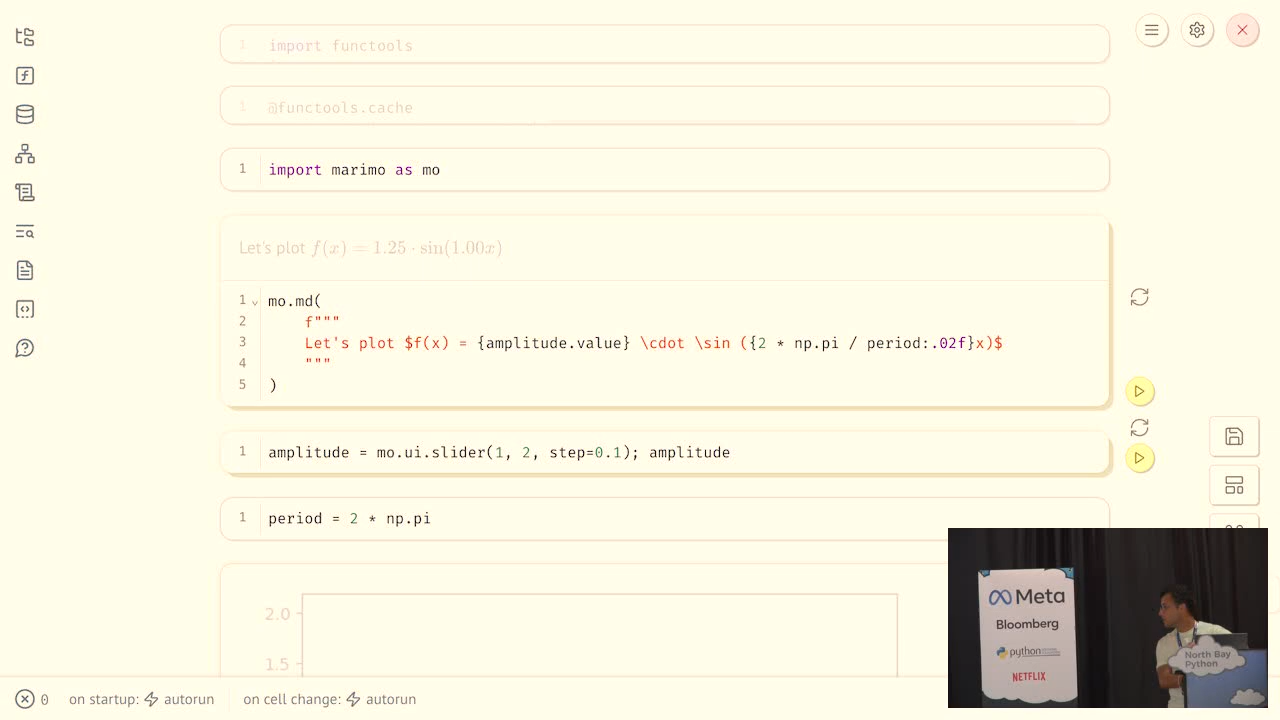 1 import functools
1 @functools.cache
1 import marimo as mo
Let's plot f(x) = 1.25 · sin(1.00x)
1 mo.md(
2 f"""
3 Let's plot $f(x) = {amplitude.value} \cdot \sin ({2 * np.pi / period:.02f}x)$
4 """
5 )
1 amplitude = mo.ui.slider(1, 2, step=0.1); amplitude
1 period = 2 * np.pi
2.0
1.5
0 on startup: autorun on cell change: autorun
Meta
Bloomberg
python
NETFLIX
North Bay
Python